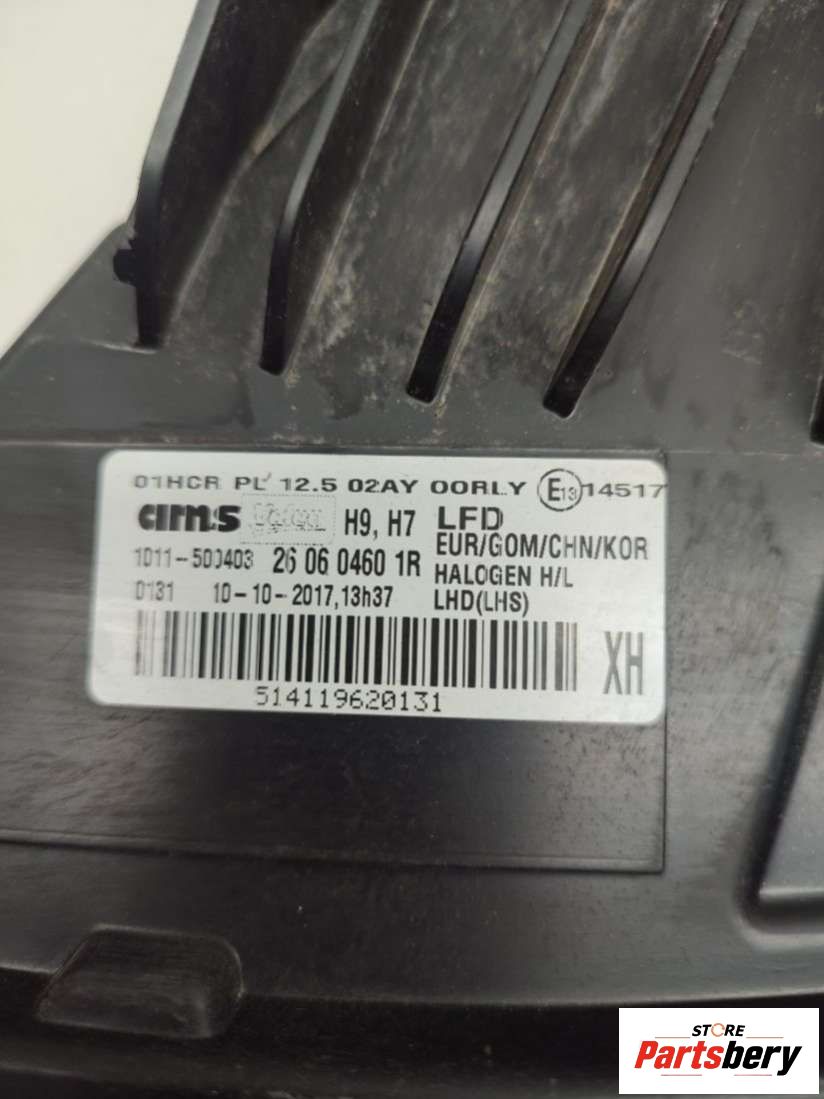 01HCR PL 12.5 02AY 00RLY E13 14517
aırns H9, H7 LFD
EUR/GOM/CHN/KOR
1011-500403 26 06 0460 1R HALOGEN H/L
0131 10-10-2017,13h37 LHD(LHS)
XH
514119620131
STORE
Partsbery